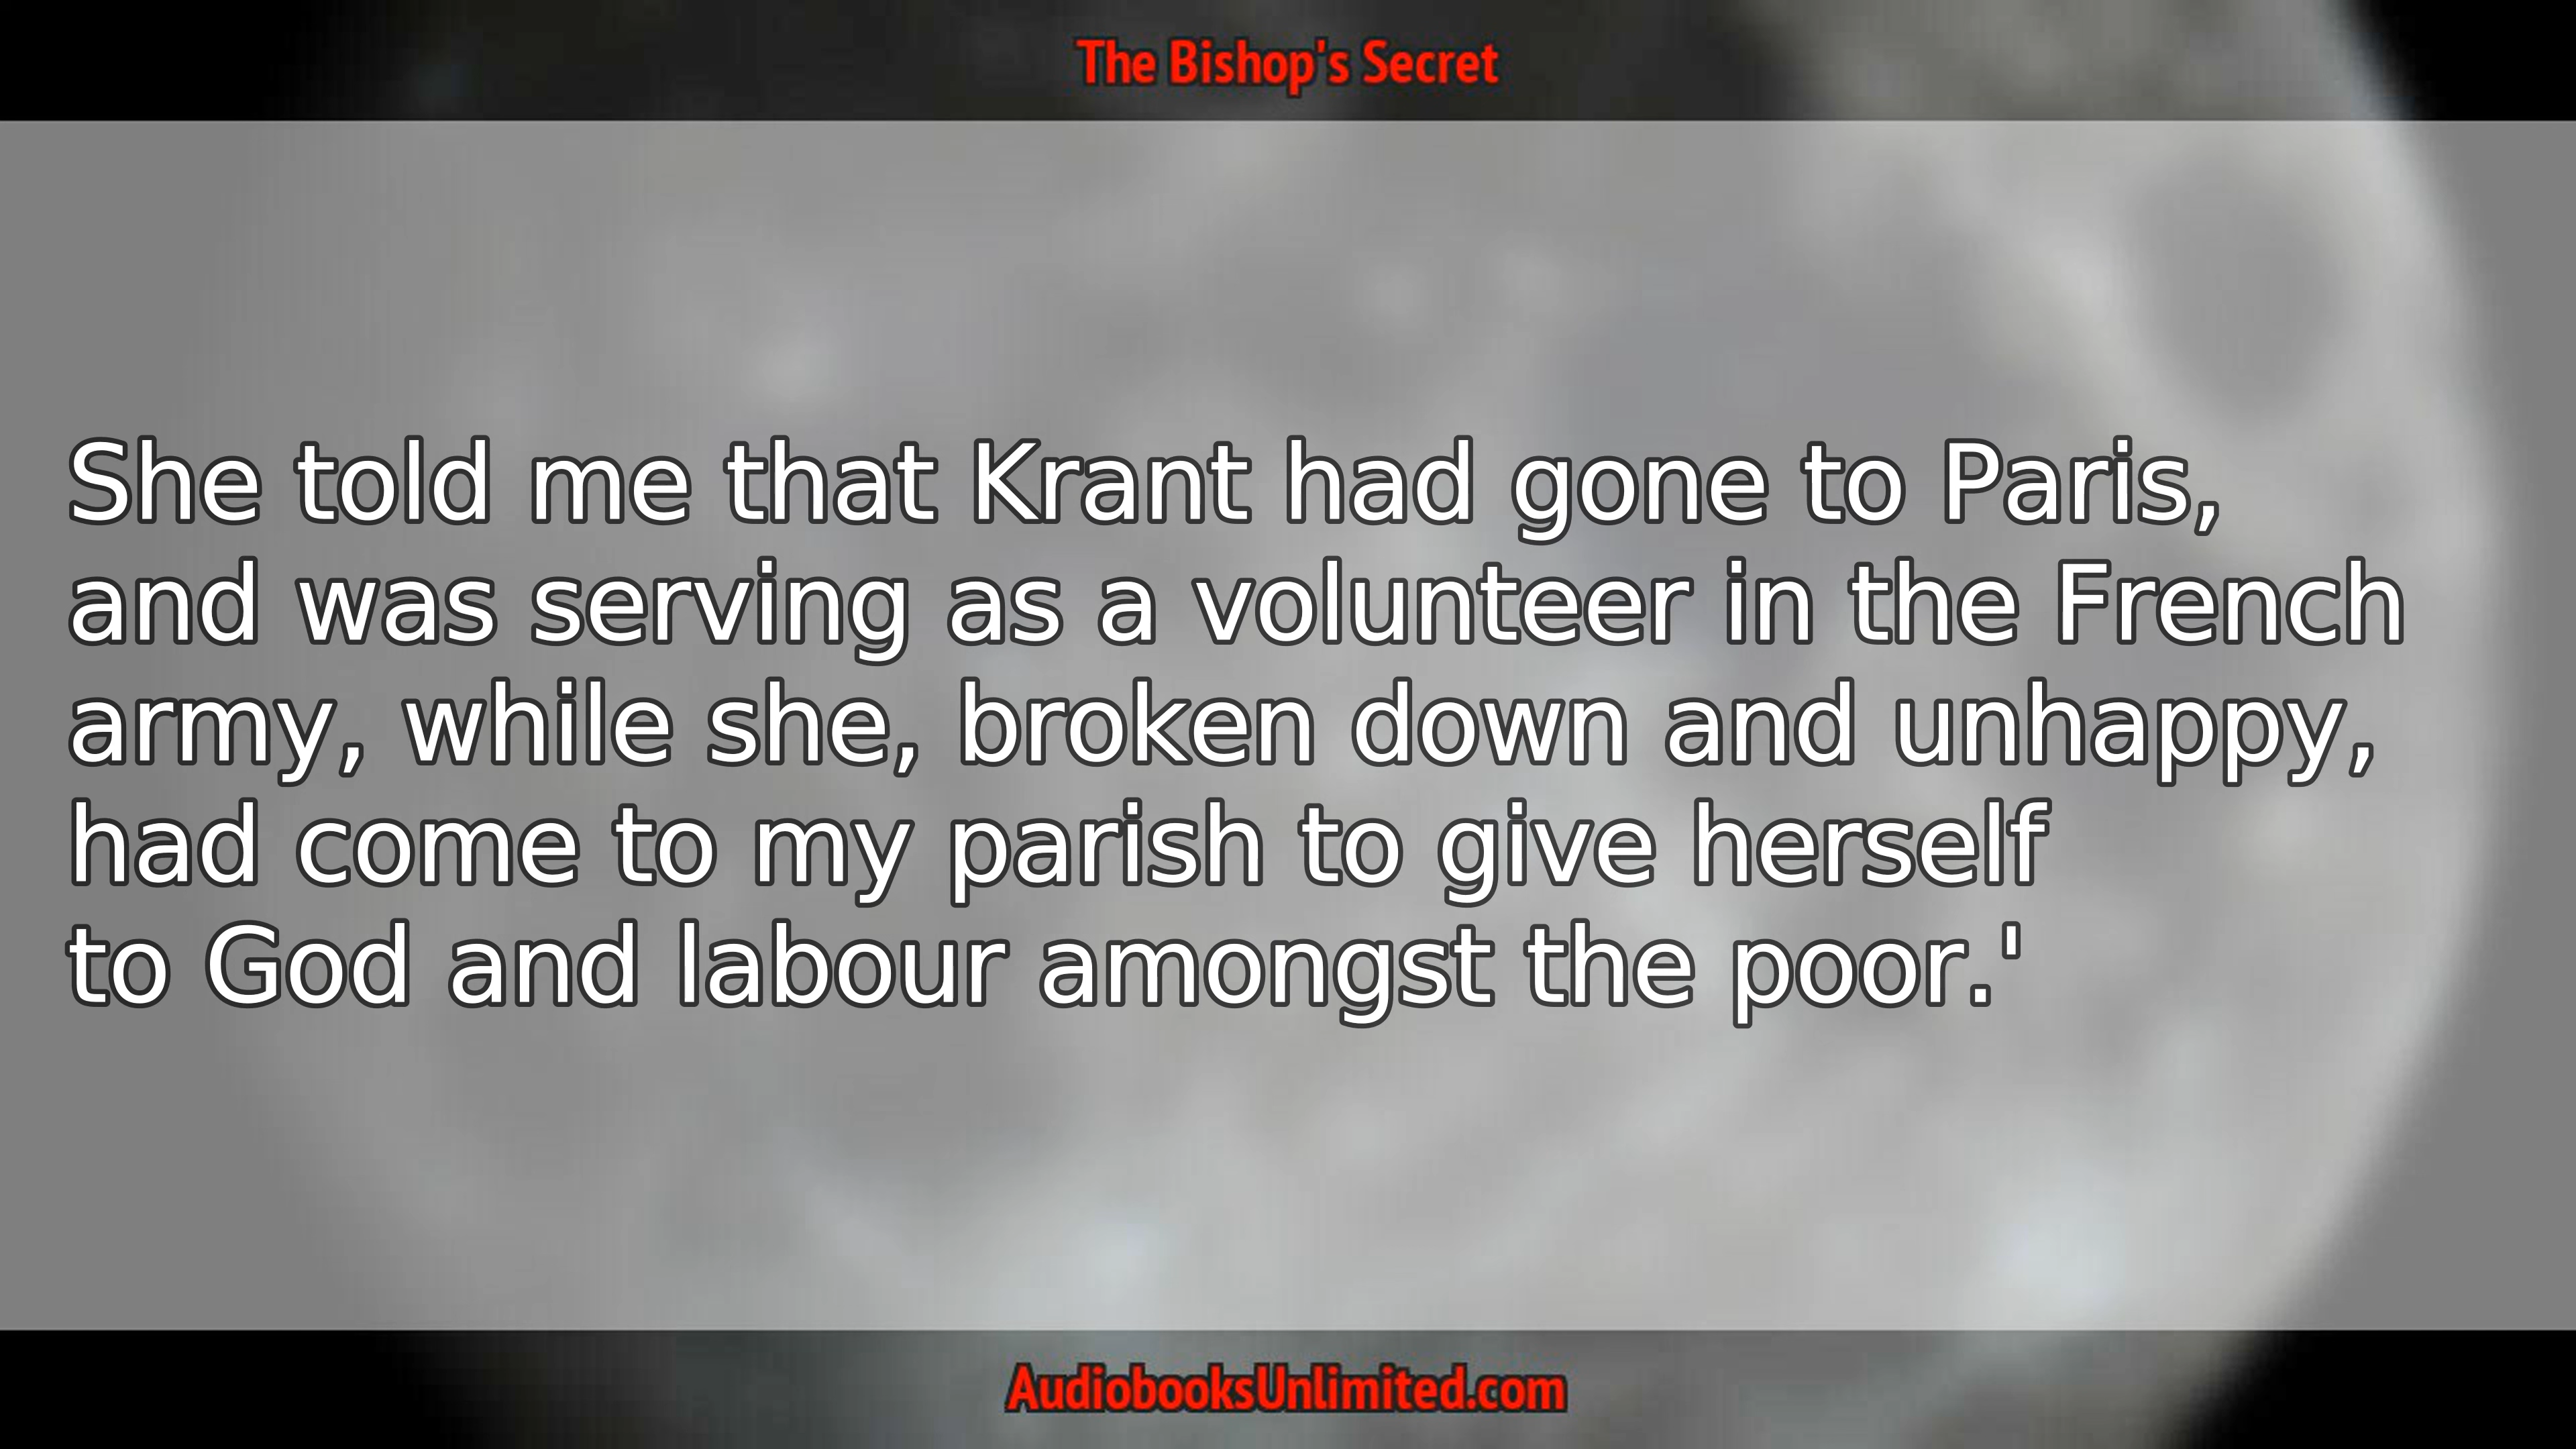 The Bishop's Secret
She told me that Krant had gone to Paris,
and was serving as a volunteer in the French
army, while she, broken down and unhappy,
had come to my parish to give herself
to God and labour amongst the poor.'
AudiobooksUnlimited.com